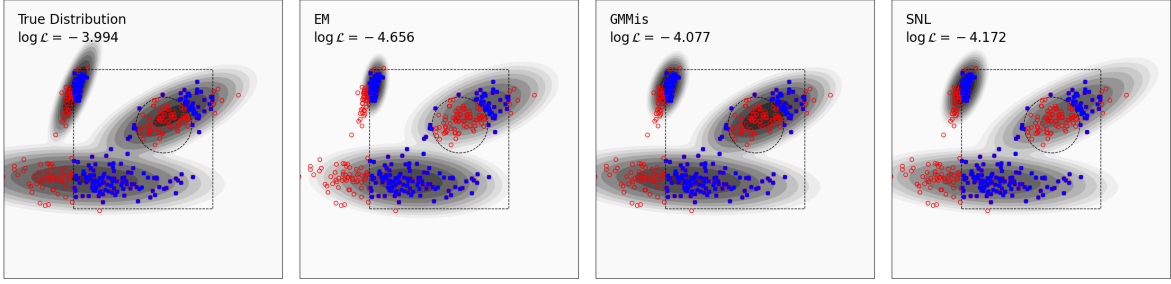 True Distribution
log ℒ = −3.994
EM
log ℒ = −4.656
GMMis
log ℒ = −4.077
SNL
log ℒ = −4.172